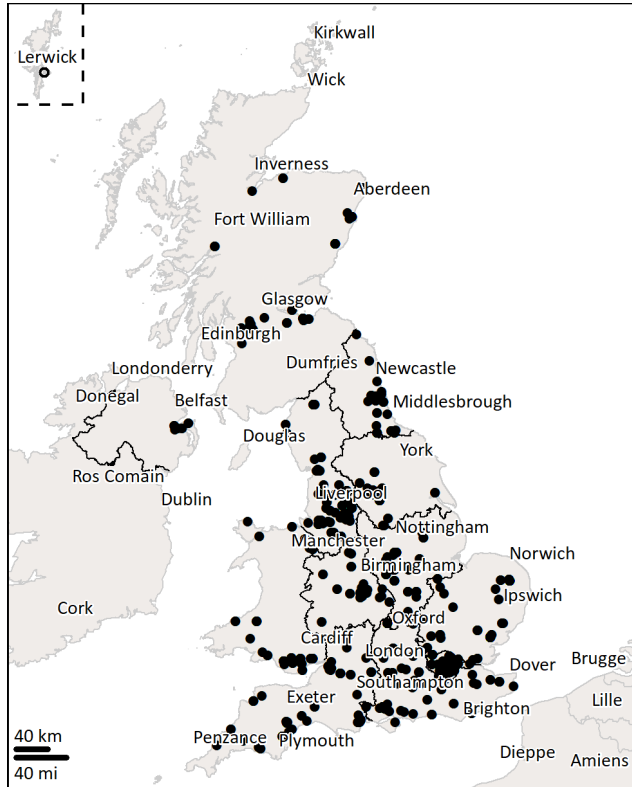 Kirkwall
Lerwick
Wick
Inverness
Aberdeen
Fort William
Glasgow
Edinburgh
Dumfries
Londonderry
Newcastle
Donegal
Belfast
Middlesbrough
Douglas
York
Ros Comain
Liverpool
Dublin
Nottingham
Manchester
Norwich
Birmingham
Ipswich
Cork
Oxford
Cardiff
London
Brugge
Dover
Southampton
Exeter
Lille
Brighton
Penzance
Plymouth
40 km
Dieppe
Amiens
40 mi